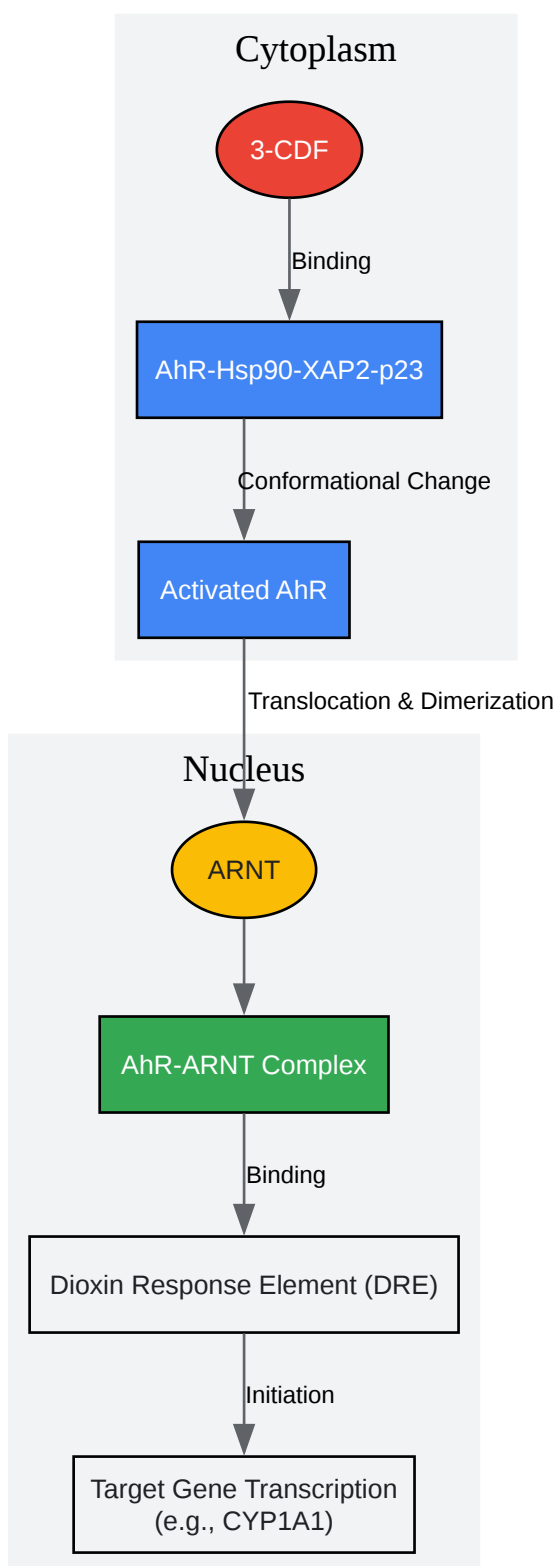 Cytoplasm
3-CDF
Binding
AhR-Hsp90-XAP2-p23
Conformational Change
Activated AhR
Translocation & Dimerization
Nucleus
ARNT
AhR-ARNT Complex
Binding
Dioxin Response Element (DRE)
Initiation
Target Gene Transcription
(e.g., CYP1A1)